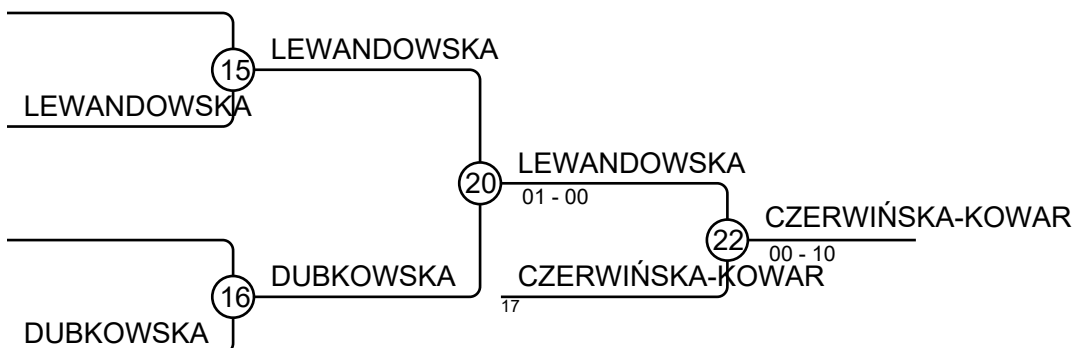 LEWANDOWSKA
15
LEWANDOWSKA
LEWANDOWSKA
20
01 - 00
CZERWIŃSKA-KOWAR
22
00 - 10
DUBKOWSKA
CZERWIŃSKA-KOWAR
16
17
DUBKOWSKA